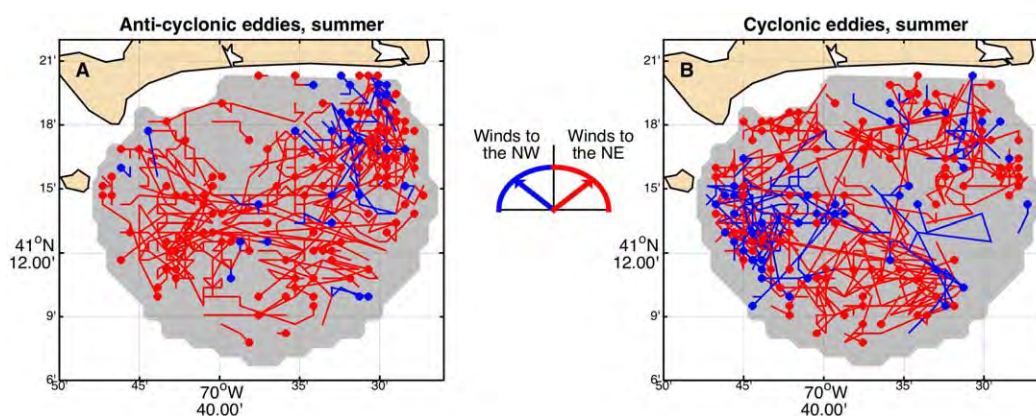 Anti-cyclonic eddies, summer
A
21'
18'
15'
41°N
12.00'
9'
6'
50'
45'
70°W
40.00'
35'
30'
Winds to
the NW
Winds to
the NE
Cyclonic eddies, summer
B
21'
18'
15'
41°N
12.00'
9'
6'
50'
45'
70°W
40.00'
35'
30'